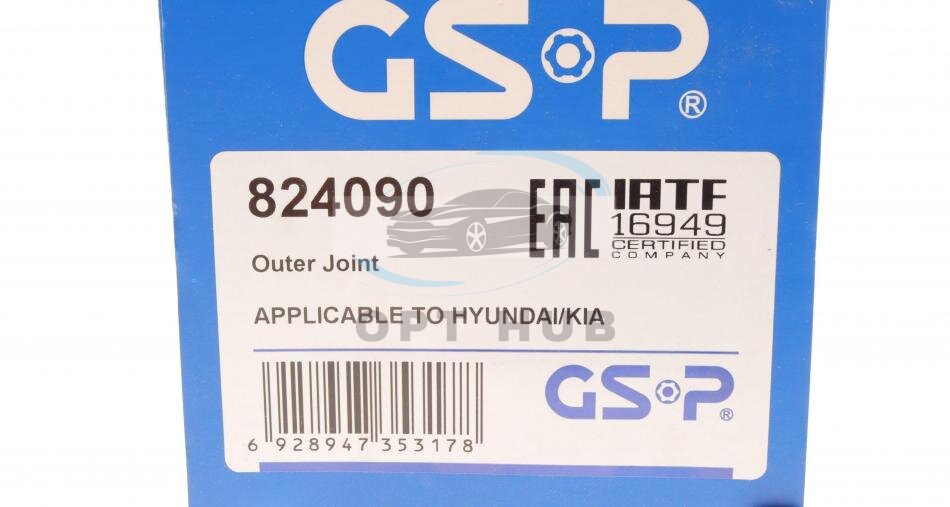 GSP®
824090
EAC
IATF
16949
CERTIFIED
COMPANY
Outer Joint
APPLICABLE TO HYUNDAI/KIA
OPT HUB
GSP®
6 928947 353178